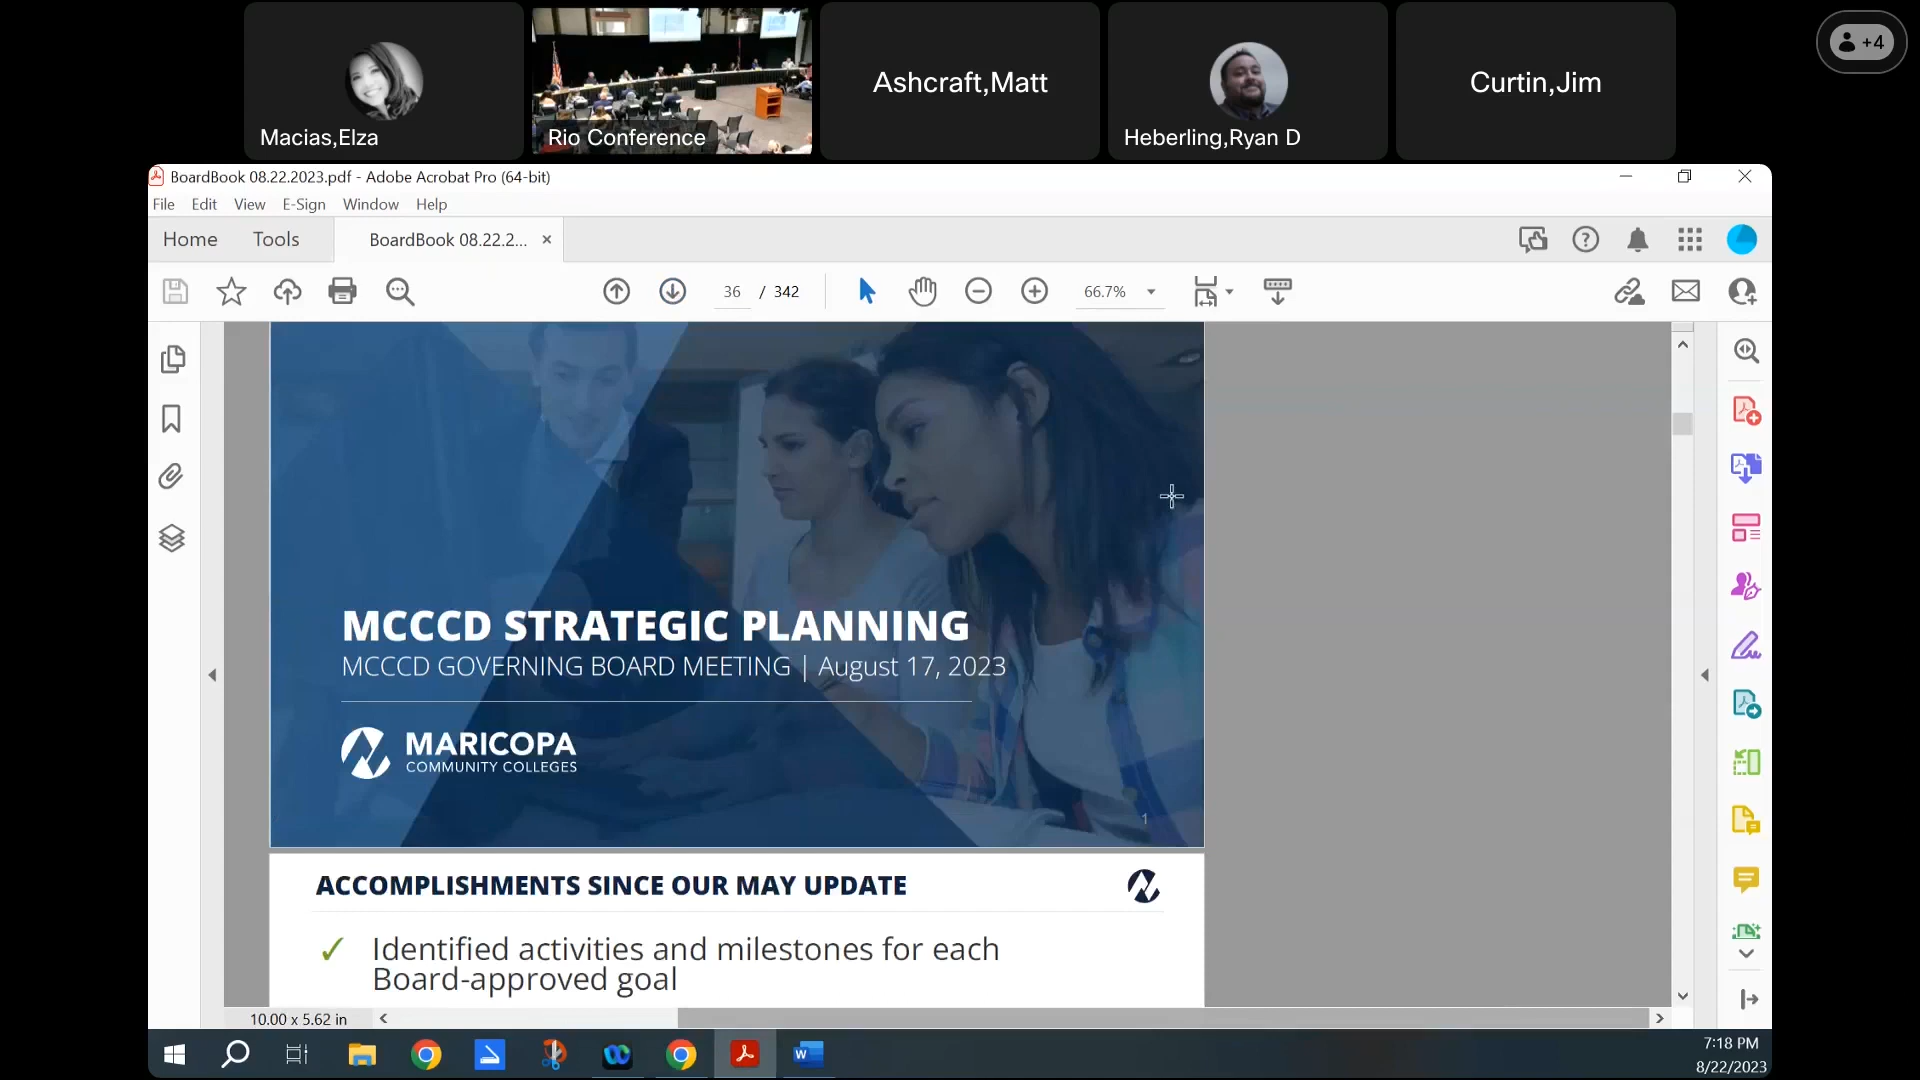 Macias,Elza
Rio Conference
Ashcraft,Matt
Heberling,Ryan D
Curtin,Jim
+4
BoardBook 08.22.2023.pdf - Adobe Acrobat Pro (64-bit)
File Edit View E-Sign Window Help
Home Tools BoardBook 08.22.2...
36 / 342 66.7%
MCCCD STRATEGIC PLANNING
MCCCD GOVERNING BOARD MEETING | August 17, 2023
MARICOPA
COMMUNITY COLLEGES
1
ACCOMPLISHMENTS SINCE OUR MAY UPDATE
✓ Identified activities and milestones for each
Board-approved goal
10.00 x 5.62 in
7:18 PM
8/22/2023